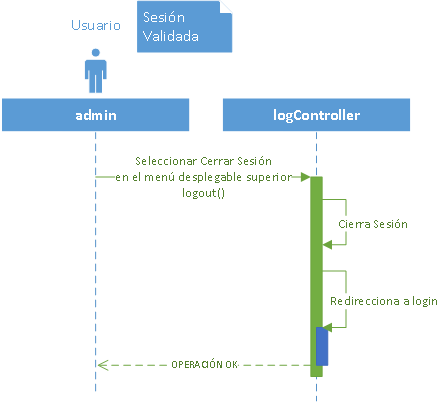 Usuario
Sesión
Validada
admin
logController
Seleccionar Cerrar Sesión
en el menú desplegable superior
logout()
Cierra Sesión
Redirecciona a login
OPERACIÓN OK